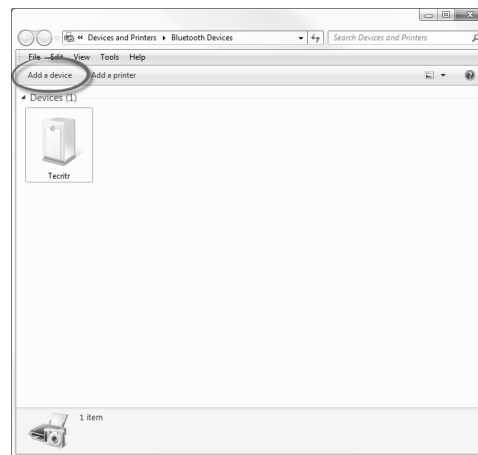 « Devices and Printers ▸ Bluetooth Devices Search Devices and Printers
File Edit View Tools Help
Add a device Add a printer
Devices (1)
Tecritr
1 item